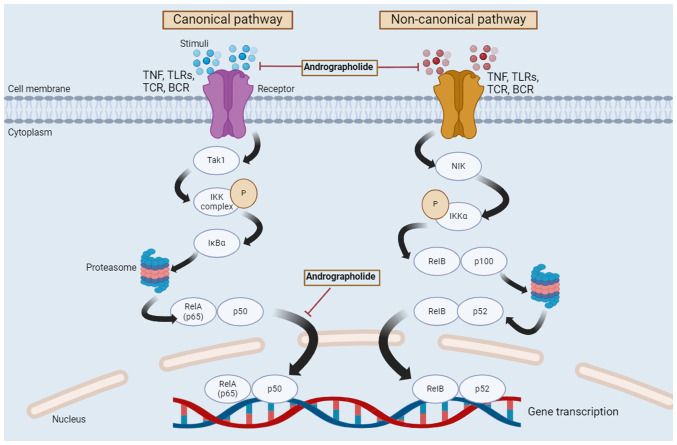 Canonical pathway
Non-canonical pathway
Stimuli
Andrographolide
TNF, TLRs,
TCR, BCR
Receptor
TNF, TLRs,
TCR, BCR
Cell membrane
Cytoplasm
Tak1
NIK
P
IKK
complex
P
IKKα
IκBα
RelB
p100
Proteasome
Andrographolide
RelA
(p65)
p50
RelB
p52
RelA
(p65)
p50
RelB
p52
Gene transcription
Nucleus